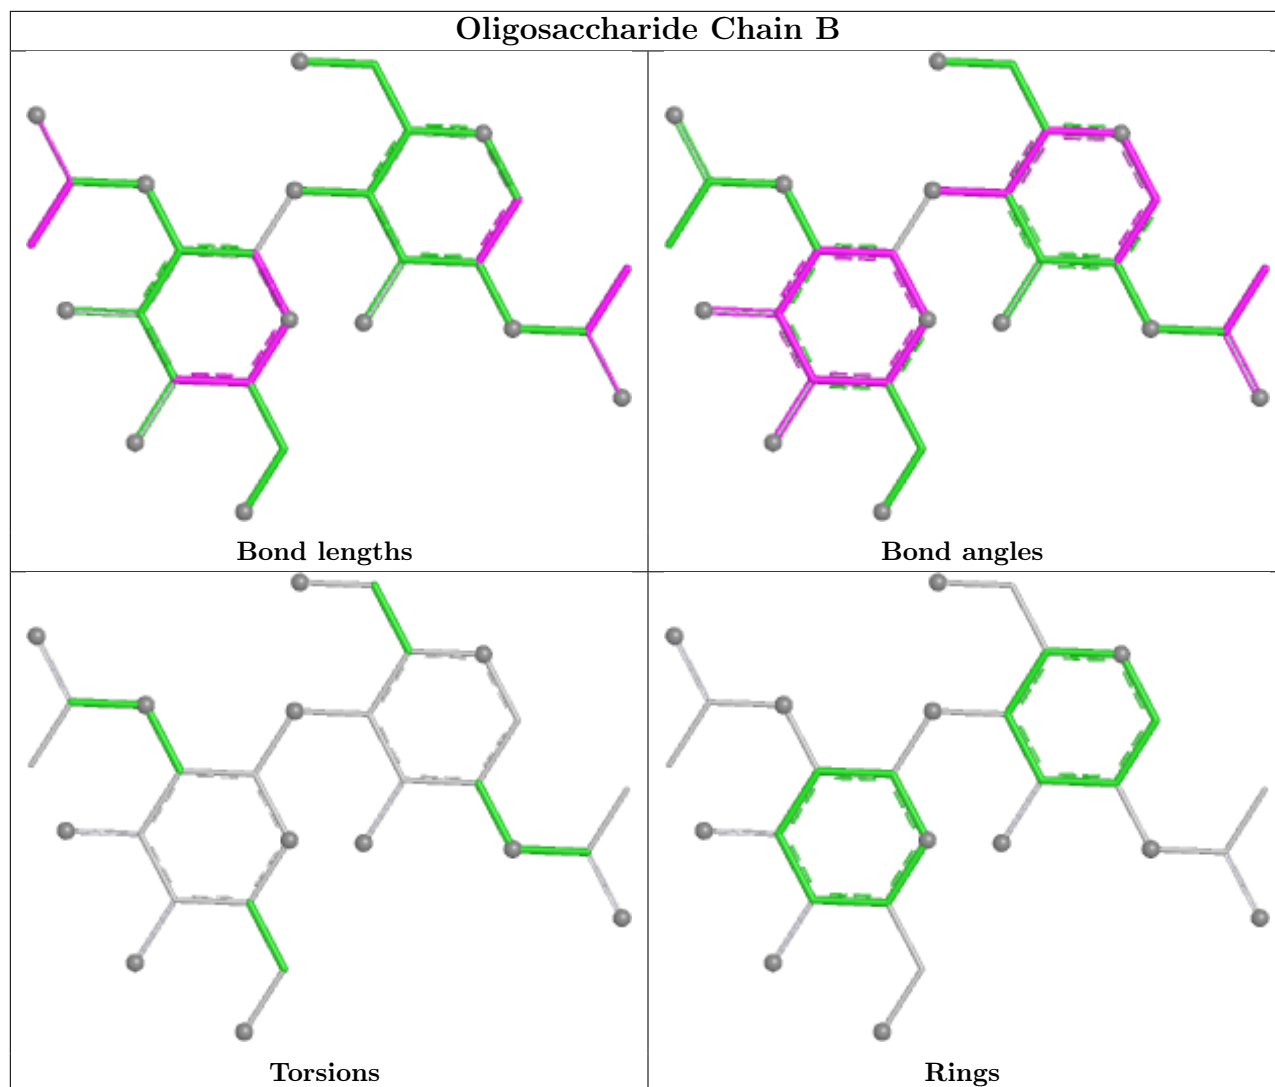 Oligosaccharide Chain B
Bond lengths
Bond angles
Torsions
Rings